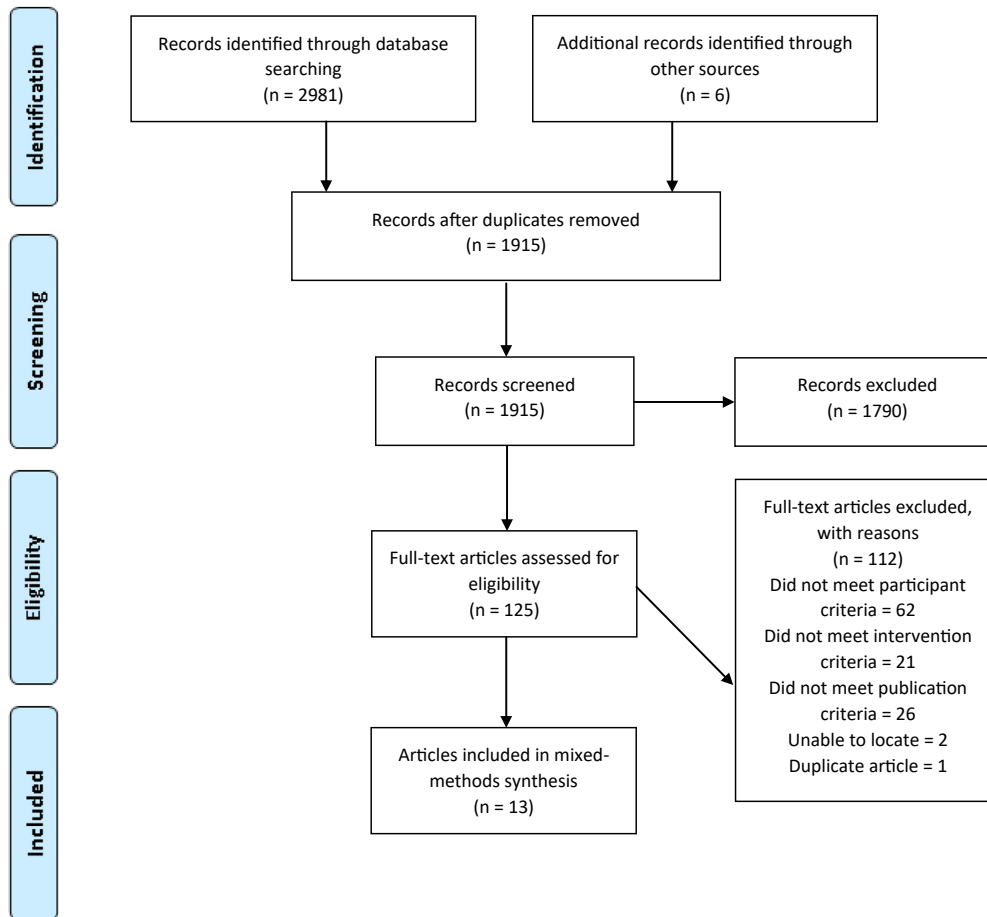 Identification
Records identified through database
searching
(n = 2981)
Additional records identified through
other sources
(n = 6)
Records after duplicates removed
(n = 1915)
Screening
Records screened
(n = 1915)
Records excluded
(n = 1790)
Eligibility
Full-text articles assessed for
eligibility
(n = 125)
Full-text articles excluded,
with reasons
(n = 112)
Did not meet participant
criteria = 62
Did not meet intervention
criteria = 21
Did not meet publication
criteria = 26
Unable to locate = 2
Duplicate article = 1
Included
Articles included in mixed-
methods synthesis
(n = 13)